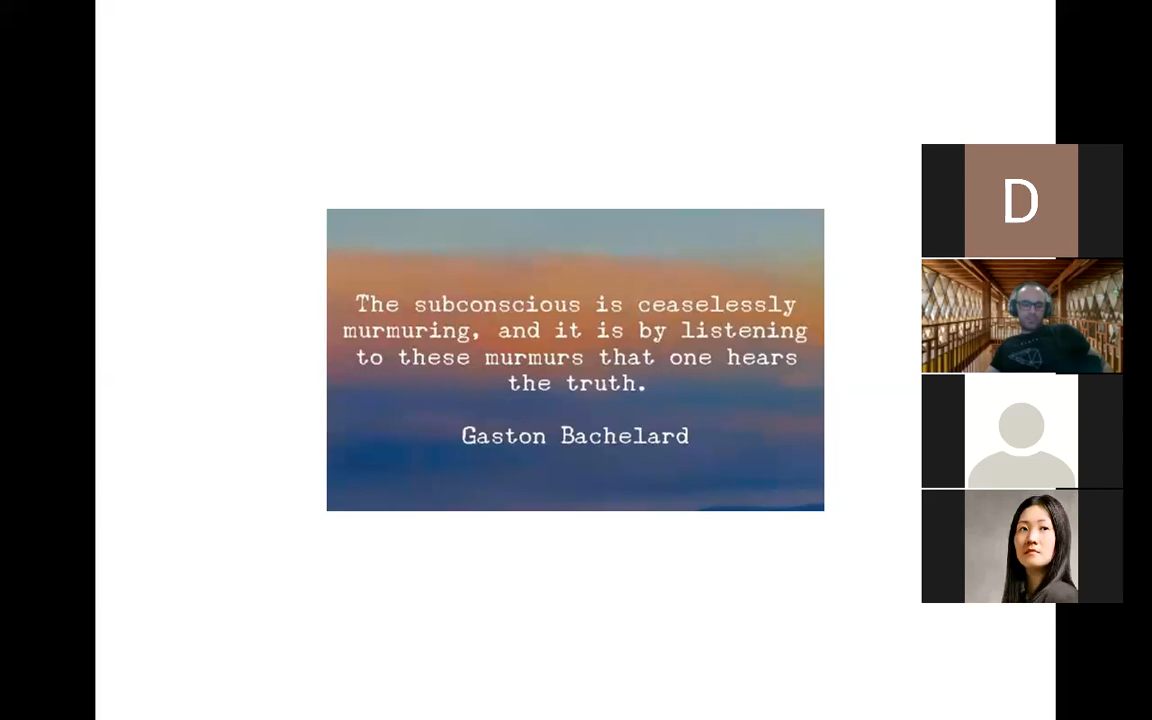 The subconscious is ceaselessly
murmuring, and it is by listening
to these murmurs that one hears
the truth.
Gaston Bachelard
D